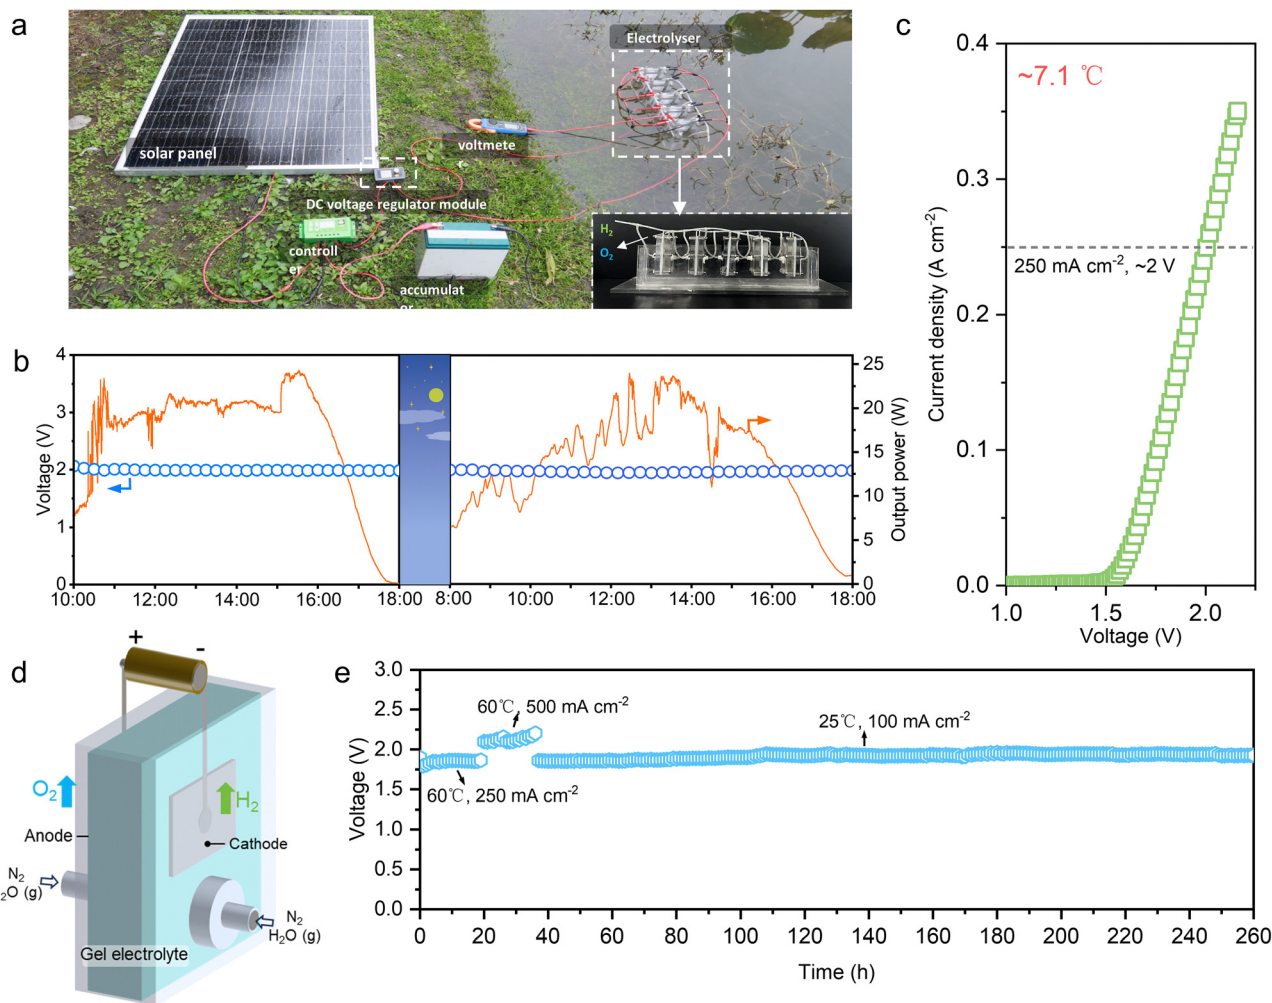 a
Electrolyser
solar panel
voltmete
r
DC voltage regulator module
controll
er
accumulat
or
H₂
O₂
b
Voltage (V)
4
3
2
1
0
10:00 12:00 14:00 16:00 18:00 8:00 10:00 12:00 14:00 16:00 18:00
25
20
15
10
5
0
Output power (W)
c
~7.1 ℃
250 mA cm⁻², ~2 V
Current density (A cm⁻²)
0.4
0.3
0.2
0.1
0.0
1.0 1.5 2.0
Voltage (V)
d
+ -
O₂
H₂
Anode
Cathode
N₂
₂O (g)
N₂
H₂O (g)
Gel electrolyte
e
Voltage (V)
3.0
2.5
2.0
1.5
1.0
0.5
0.0
60℃, 500 mA cm⁻²
25℃, 100 mA cm⁻²
60℃, 250 mA cm⁻²
0 20 40 60 80 100 120 140 160 180 200 220 240 260
Time (h)